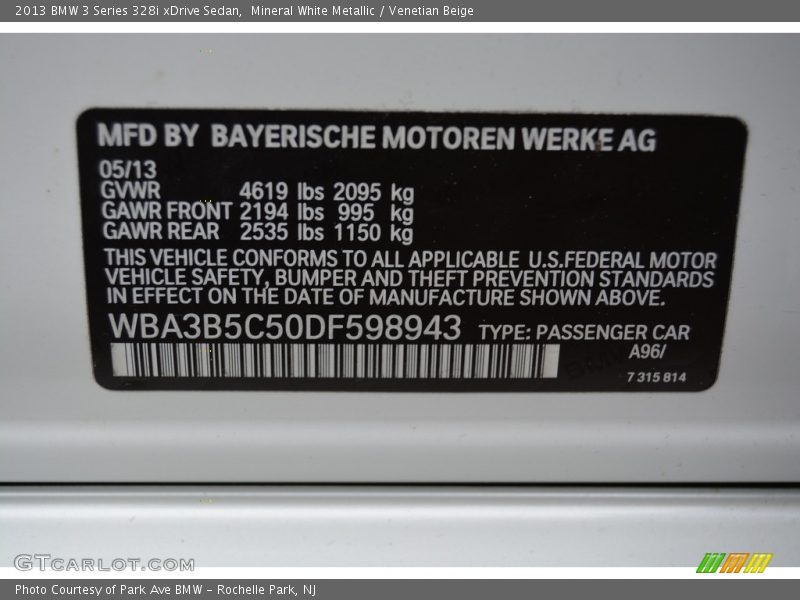 2013 BMW 3 Series 328i xDrive Sedan,  Mineral White Metallic / Venetian Beige
MFD BY BAYERISCHE MOTOREN WERKE AG
05/13
GVWR 4619 lbs 2095 kg
GAWR FRONT 2194 lbs 995 kg
GAWR REAR 2535 lbs 1150 kg
THIS VEHICLE CONFORMS TO ALL APPLICABLE U.S.FEDERAL MOTOR
VEHICLE SAFETY, BUMPER AND THEFT PREVENTION STANDARDS
IN EFFECT ON THE DATE OF MANUFACTURE SHOWN ABOVE.
WBA3B5C50DF598943 TYPE: PASSENGER CAR
A96/
7 315 814
GTCARLOT.COM
Photo Courtesy of Park Ave BMW - Rochelle Park, NJ